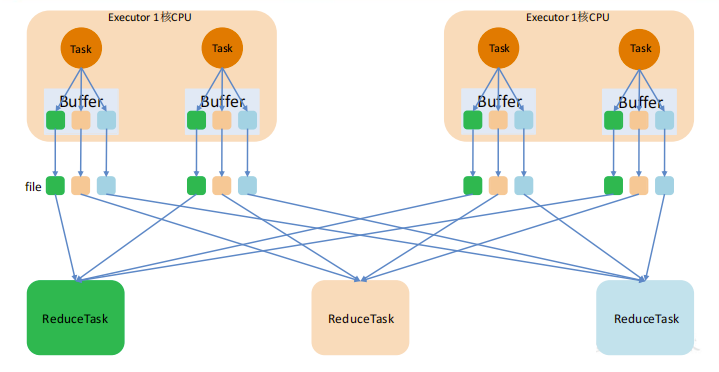 Executor 1核CPU
Executor 1核CPU
Task
Task
Task
Task
Buffer
Buffer
Buffer
Buffer
file
ReduceTask
ReduceTask
ReduceTask